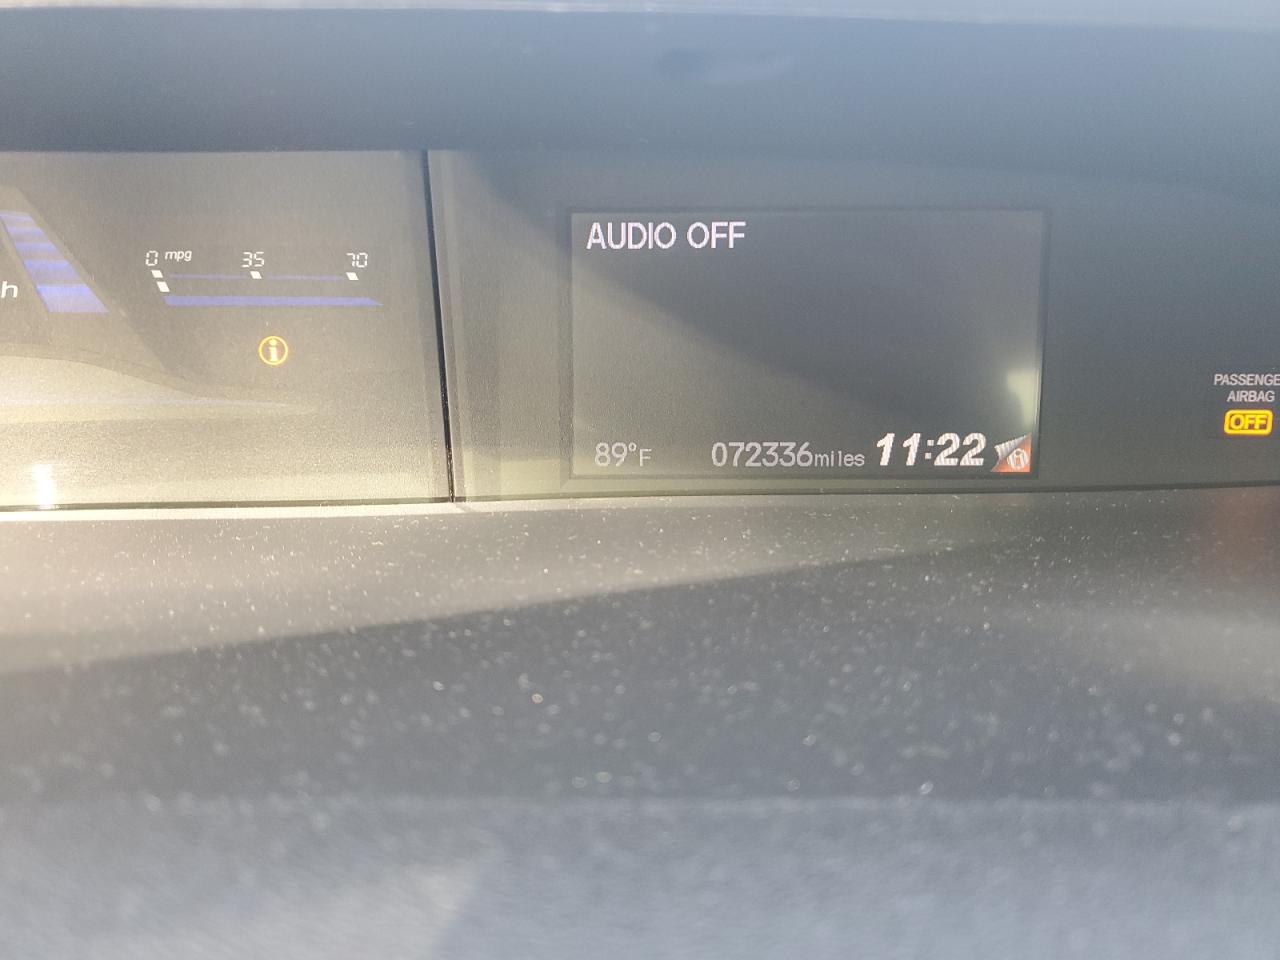 AUDIO OFF
0 mpg 35 70
h
i
PASSENGE
AIRBAG
OFF
89°F 072336miles 11:22